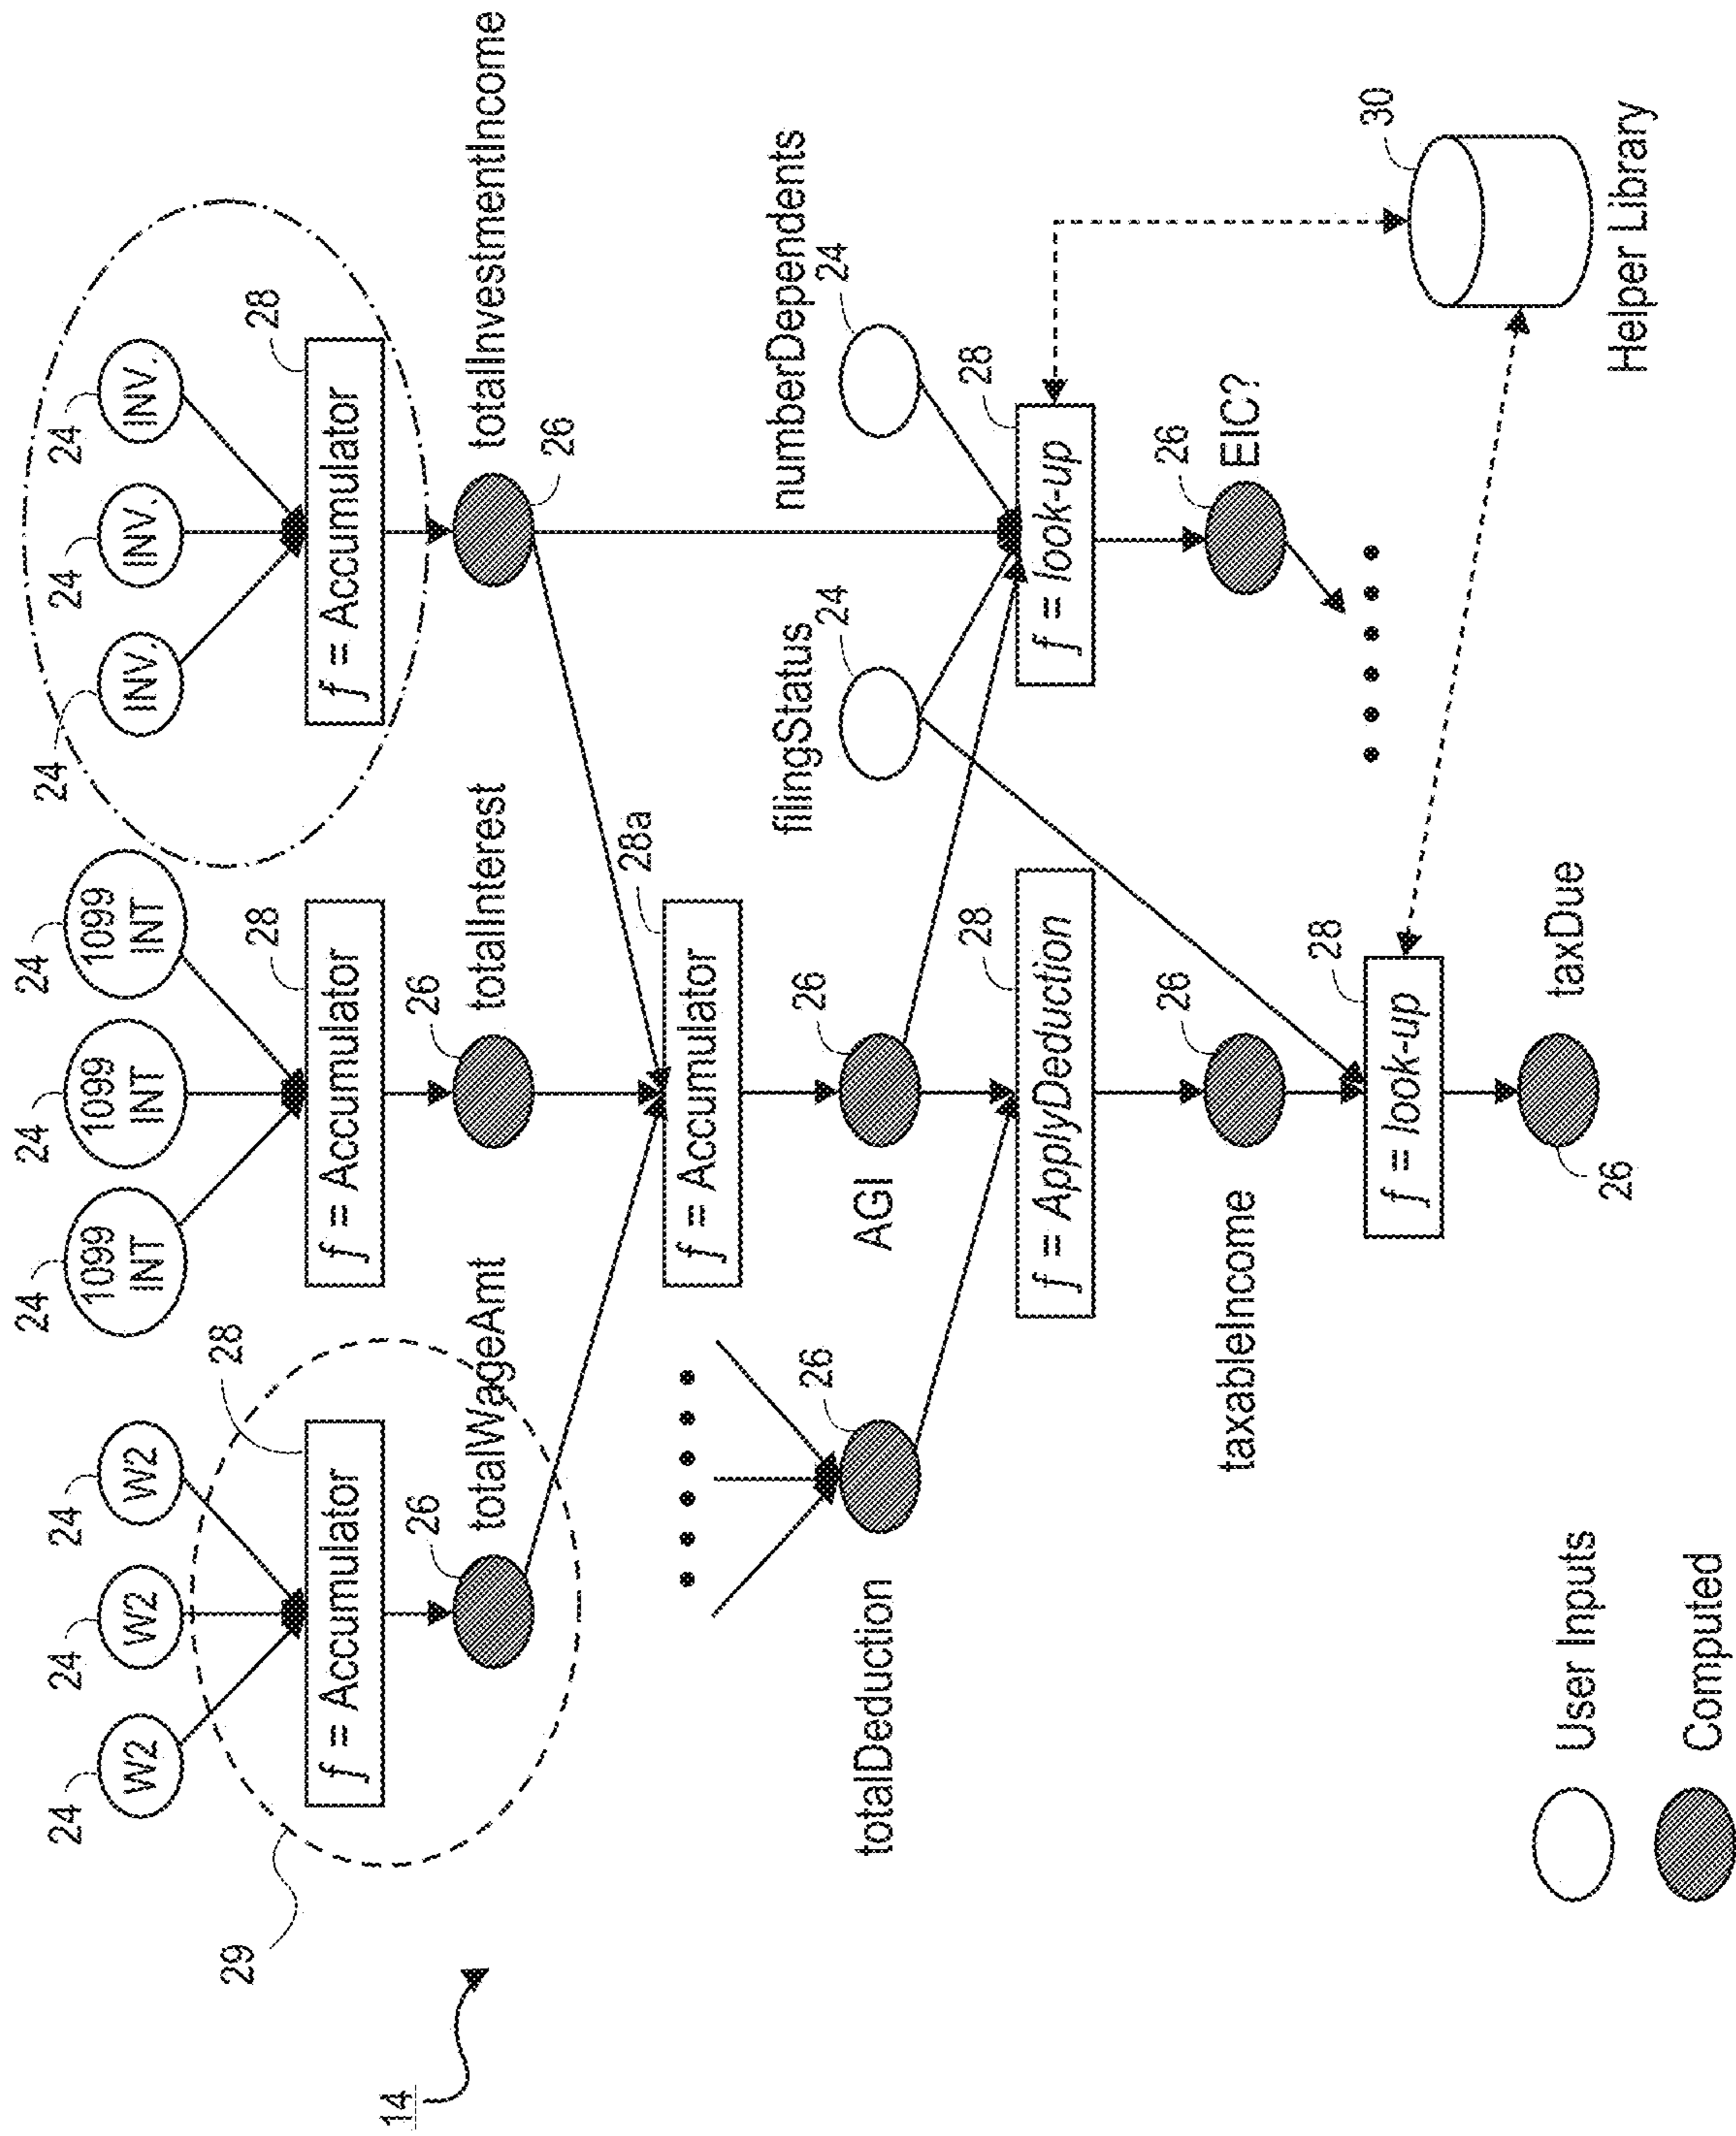 24 24 24 24 24 24 24 24 24
W2 W2 W2 1099 1099 1099 INV. INV. INV.
INT INT INT
29 28 28 28
f = Accumulator f = Accumulator f = Accumulator
14
26 26
totalWageAmt totalInterest totalInvestmentIncome
26
28a
f = Accumulator
filingStatus numberDependents
26 26 24 24
totalDeduction AGI
28 28
f = ApplyDeduction f = look-up
26 26
taxableIncome EIC?
28 30
f = look-up
taxDue
26
Helper Library
User Inputs
Computed